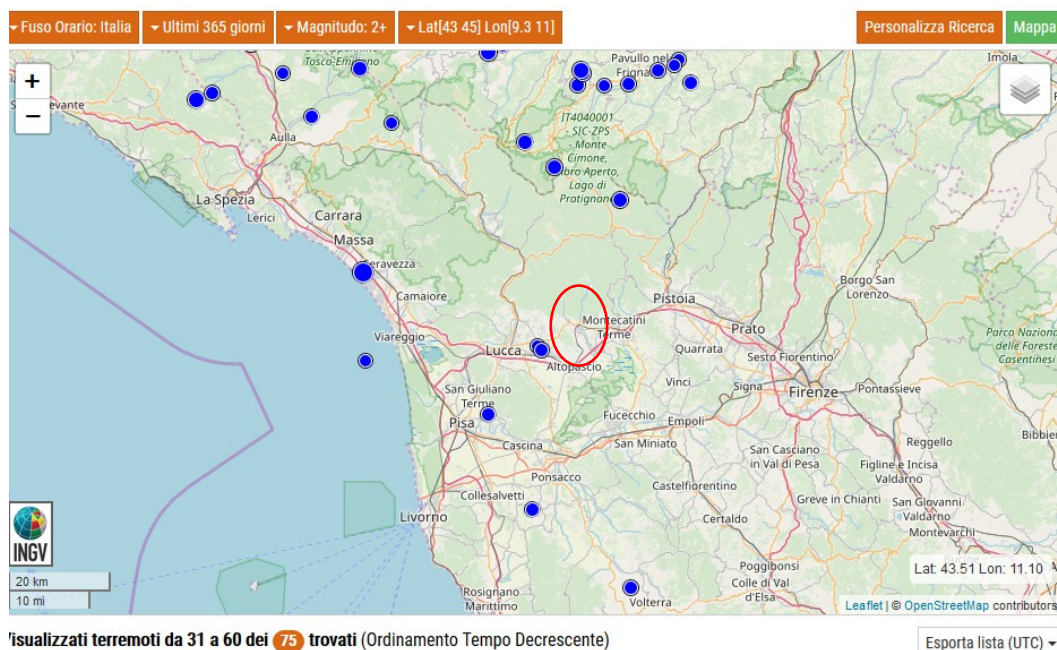 Fuso Orario: Italia
Ultimi 365 giorni
Magnitudo: 2+
Lat[43 45] Lon[9.3 11]
Personalizza Ricerca
Mappa
Tosco-Emiliano
Pavullo nel
Frignano
Imola
+
−
Aulla
IT4040001
- SIC-ZPS
- Monte
Cimone,
Libro Aperto,
Lago di
Pratignano
La Spezia
Lerici
Carrara
Massa
Seravezza
Camaiore
Borgo San
Lorenzo
Pistoia
Montecatini
Terme
Prato
Parco Naziona
delle Foreste
Casentinesi
Viareggio
Lucca
Quarrata
Sesto Fiorentino
Altopascio
San Giuliano
Terme
Vinci
Signa
Firenze
Pontassieve
Pisa
Fucecchio
Empoli
Cascina
San Miniato
San Casciano
in Val di Pesa
Reggello
Bibbien
Ponsacco
Figline e Incisa
Valdarno
Collesalvetti
Castelfiorentino
Greve in Chianti
San Giovanni
Valdarno
Livorno
Certaldo
Montevarchi
INGV
20 km
10 mi
Rosignano
Marittimo
Volterra
Poggibonsi
Colle di Val
d'Elsa
Lat: 43.51 Lon: 11.10
Leaflet | © OpenStreetMap contributors
Visualizzati terremoti da 31 a 60 dei 75 trovati (Ordinamento Tempo Decrescente)
Esporta lista (UTC)